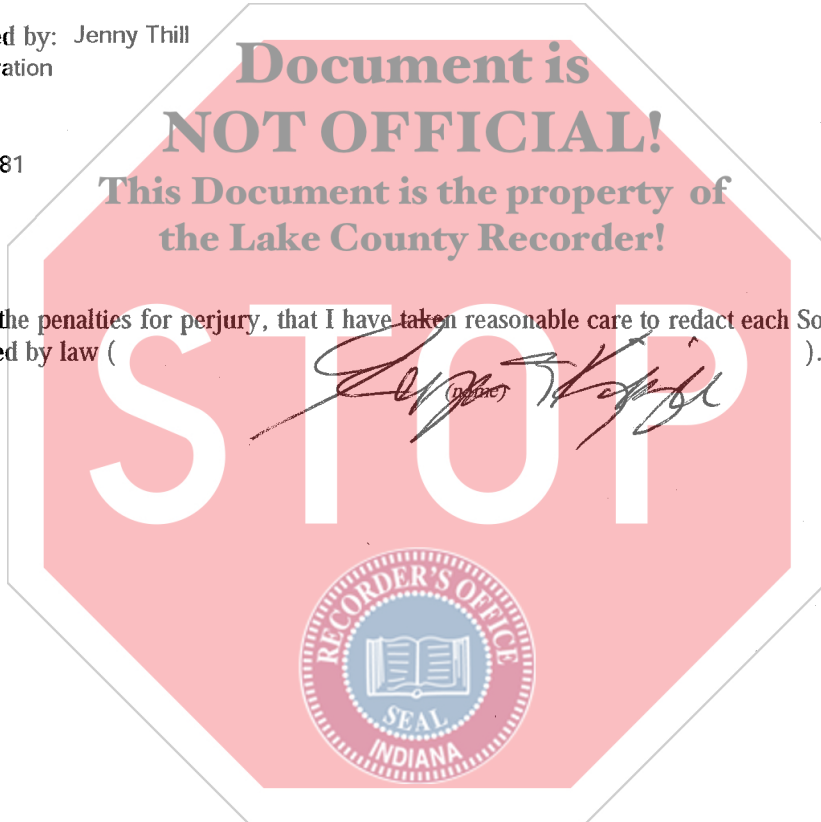 ed by: Jenny Thill
ation
Document is
NOT OFFICIAL!
81
This Document is the property of
the Lake County Recorder!
the penalties for perjury, that I have taken reasonable care to redact each So
ed by law ( ).
(name)
STOP
RECORDER'S OFFICE
SEAL
INDIANA